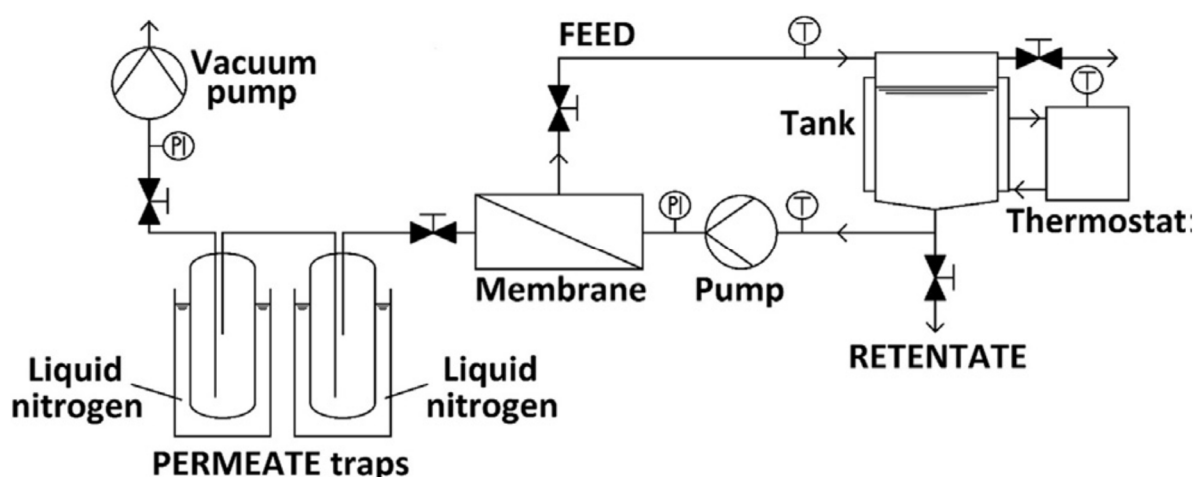 FEED
T
Vacuum
pump
T
Tank
PI
PI
T
Thermostat:
Membrane
Pump
RETENTATE
Liquid
nitrogen
Liquid
nitrogen
PERMEATE traps